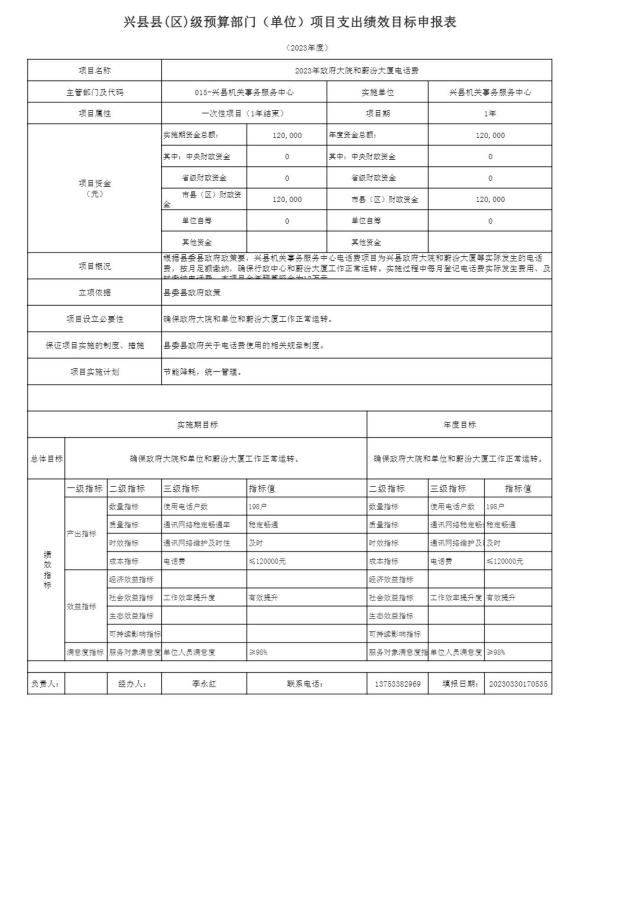 兴县县(区)级预算部门（单位）项目支出绩效目标申报表
（2023年度）
项目名称 2023年政府大院和蔚汾大厦电话费
主管部门及代码 015-兴县机关事务服务中心 实施单位 兴县机关事务服务中心
项目属性 一次性项目（1年结束） 项目期 1年
项目资金
（元）
实施期资金总额： 120,000 年度资金总额： 120,000
其中：中央财政资金 0 其中：中央财政资金 0
省级财政资金 0 省级财政资金 0
市县（区）财政资金 120,000 市县（区）财政资金 120,000
单位自筹 0 单位自筹 0
其他资金 其他资金
项目概况
根据县委县政府政策要，兴县机关事务服务中心电话费项目为兴县政府大院和蔚汾大厦等实际发生的电话
费，按月足额缴纳，确保行政中心和蔚汾大厦工作正常运转。实施过程中每月登记电话费实际发生费用、及
立项依据 县委县政府政策
项目设立必要性 确保政府大院和单位和蔚汾大厦工作正常运转。
保证项目实施的制度、措施 县委县政府关于电话费使用的相关规章制度。
项目实施计划 节能降耗，统一管理。
实施期目标 年度目标
总体目标 确保政府大院和单位和蔚汾大厦工作正常运转。 确保政府大院和单位和蔚汾大厦工作正常运转。
绩效指标
一级指标 二级指标 三级指标 指标值 二级指标 三级指标 指标值
产出指标
数量指标 使用电话户数 198户 数量指标 使用电话户数 198户
质量指标 通讯网络稳定畅通率 稳定畅通 质量指标 通讯网络稳定畅 稳定畅通
时效指标 通讯网络维护及时性 及时 时效指标 通讯网络维护及 及时
成本指标 电话费 ≤120000元 成本指标 电话费 ≤120000元
效益指标
经济效益指标 经济效益指标
社会效益指标 工作效率提升度 有效提升 社会效益指标 工作效率提升度 有效提升
生态效益指标 生态效益指标
可持续影响指标 可持续影响指标
满意度指标 服务对象满意度 单位人员满意度 ≥98% 服务对象满意度指 单位人员满意度 ≥98%
负责人： 经办人： 李永红 联系电话： 13753382969 填报日期： 20230330170535